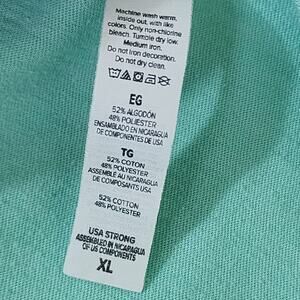 Machine wash warm,
inside out, with like
colors. Only non-chlorine
bleach. Tumble dry low.
Medium iron.
Do not iron decoration.
Do not dry clean.
EG
52% ALGODÓN
48% POLIESTER
ENSAMBLADO EN NICARAGUA
DE COMPONENTES DE USA
TG
52% COTON
48% POLYESTER
ASSEMBLE AU NICARAGUA
DE COMPOSANTS USA
52% COTTON
48% POLYESTER
USA STRONG
ASSEMBLED IN NICARAGUA
OF US COMPONENTS
XL